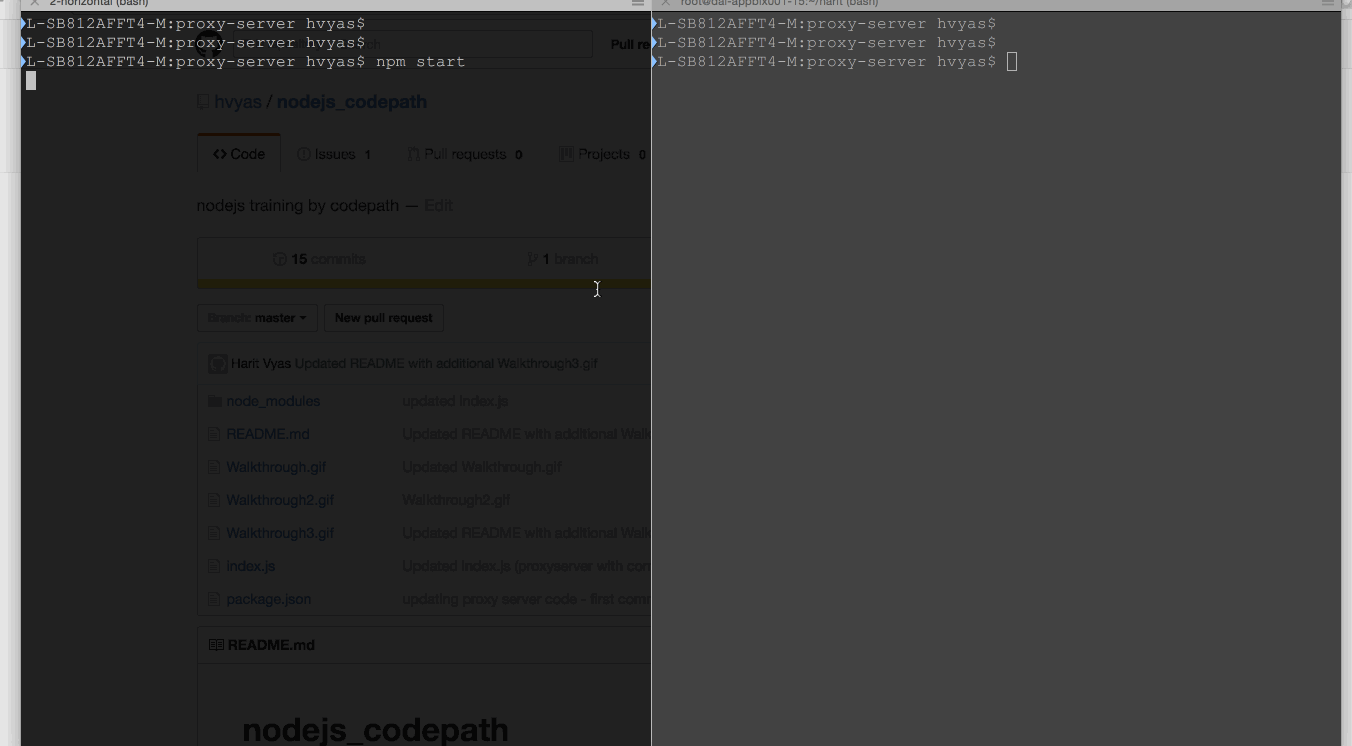 2-horizontal (bash)
L-SB812AFFT4-M:proxy-server hvyas$
L-SB812AFFT4-M:proxy-server hvyas$
L-SB812AFFT4-M:proxy-server hvyas$ npm start
Pull re
hvyas / nodejs_codepath
Code Issues 1 Pull requests 0 Projects 0
nodejs training by codepath — Edit
15 commits 1 branch
Branch: master New pull request
Harit Vyas Updated README with additional Walkthrough3.gif
node_modules updated index.js
README.md Updated README with additional Walk
Walkthrough.gif Updated Walkthrough.gif
Walkthrough2.gif Walkthrough2.gif
Walkthrough3.gif Updated README with additional Walk
index.js Updated index.js (proxyserver with com
package.json updating proxy server code - first comm
README.md
nodejs_codepath
root@dal-appblx001-15:~/harit (bash)
L-SB812AFFT4-M:proxy-server hvyas$
L-SB812AFFT4-M:proxy-server hvyas$
L-SB812AFFT4-M:proxy-server hvyas$